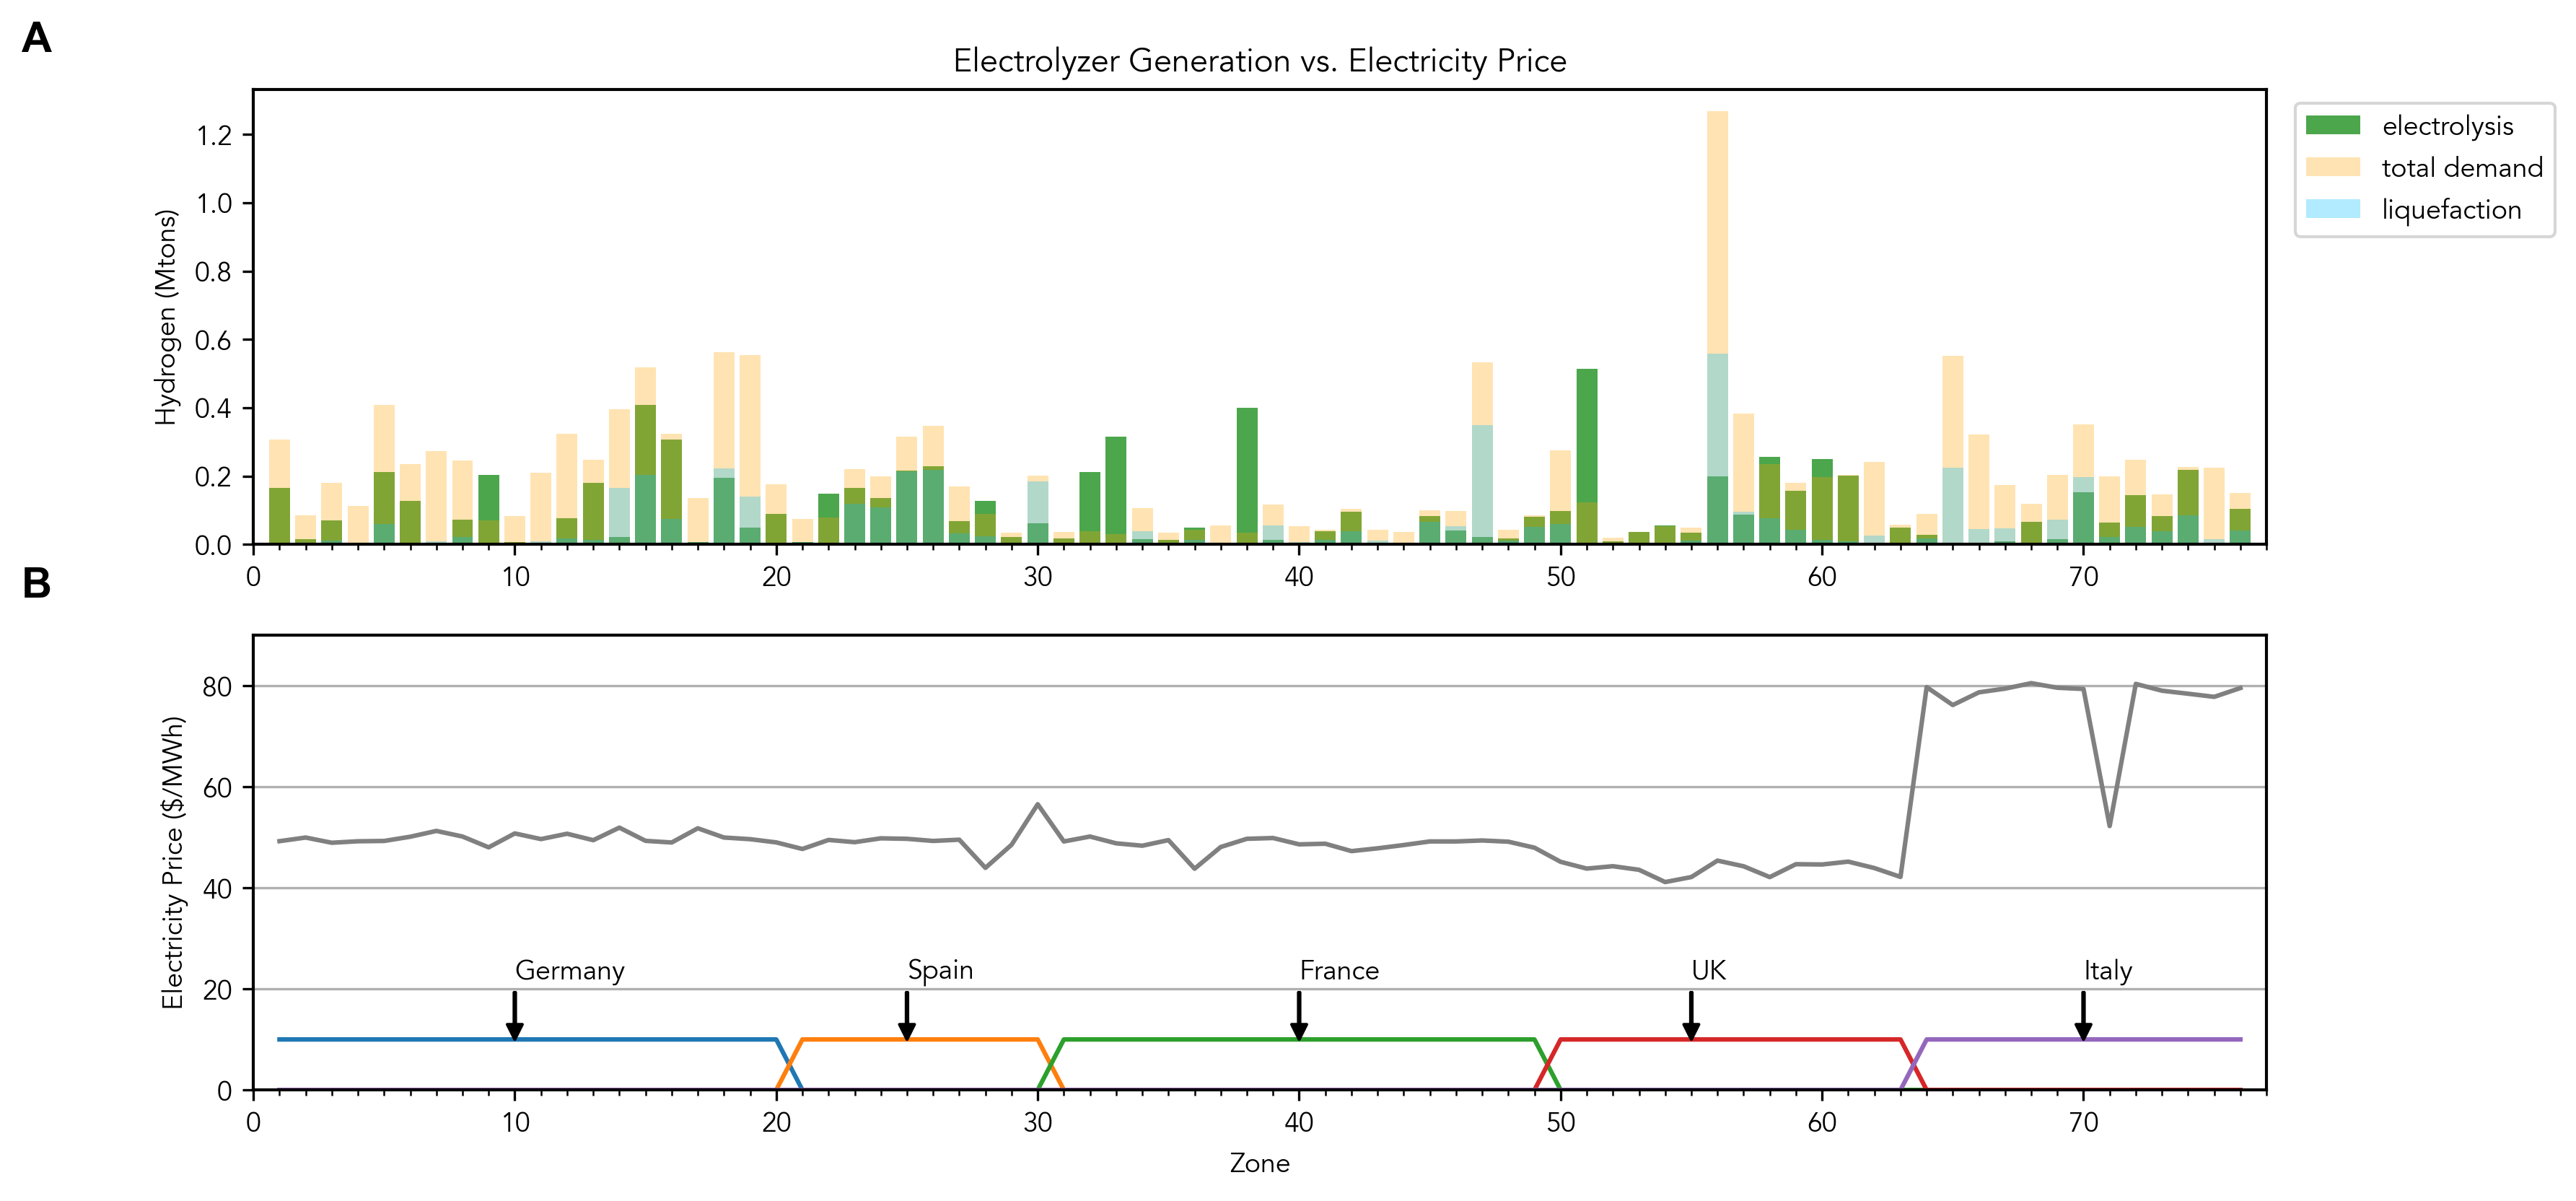 A
Electrolyzer Generation vs. Electricity Price
Hydrogen (Mtons)
1.2
1.0
0.8
0.6
0.4
0.2
0.0
0 10 20 30 40 50 60 70
electrolysis
total demand
liquefaction
B
Electricity Price ($/MWh)
80
60
40
20
0
Germany Spain France UK Italy
0 10 20 30 40 50 60 70
Zone